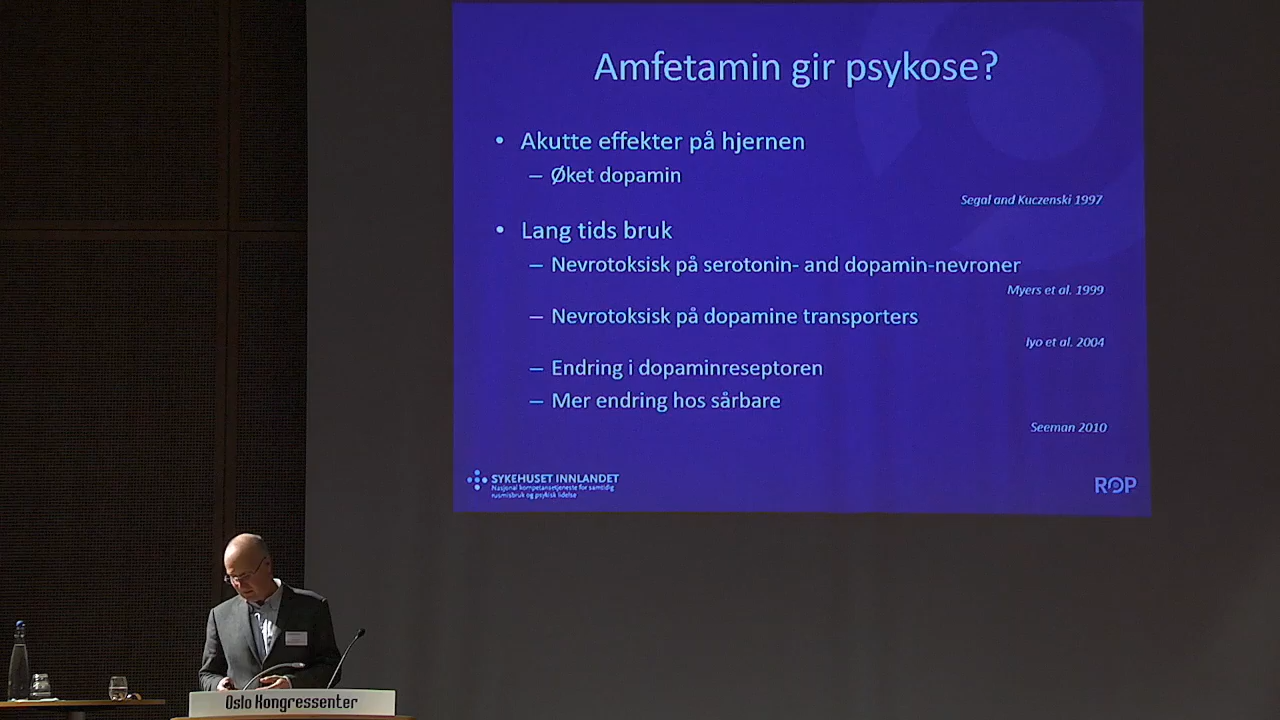 Amfetamin gir psykose?
• Akutte effekter på hjernen
– Øket dopamin
Segal and Kuczenski 1997
• Lang tids bruk
– Nevrotoksisk på serotonin- and dopamin-nevroner
Myers et al. 1999
– Nevrotoksisk på dopamine transporters
Iyo et al. 2004
– Endring i dopaminreseptoren
– Mer endring hos sårbare
Seeman 2010
SYKEHUSET INNLANDET
Nasjonal kompetansetjeneste for samtidig
rusmisbruk og psykisk lidelse
ROP
Oslo Kongressenter